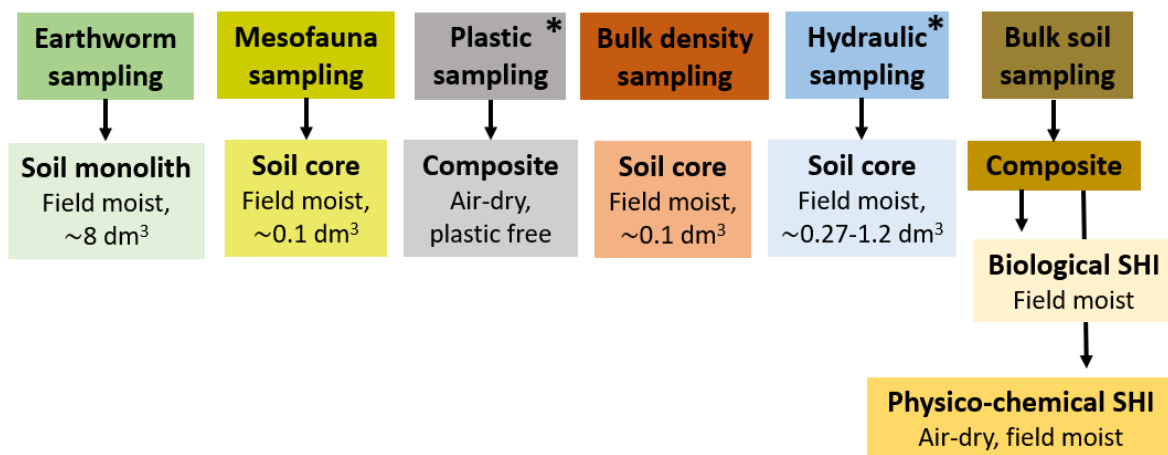 Earthworm
sampling
Mesofauna
sampling
Plastic *
sampling
Bulk density
sampling
Hydraulic *
sampling
Bulk soil
sampling
Soil monolith
Field moist,
~8 dm³
Soil core
Field moist,
~0.1 dm³
Composite
Air-dry,
plastic free
Soil core
Field moist,
~0.1 dm³
Soil core
Field moist,
~0.27-1.2 dm³
Composite
Biological SHI
Field moist
Physico-chemical SHI
Air-dry, field moist